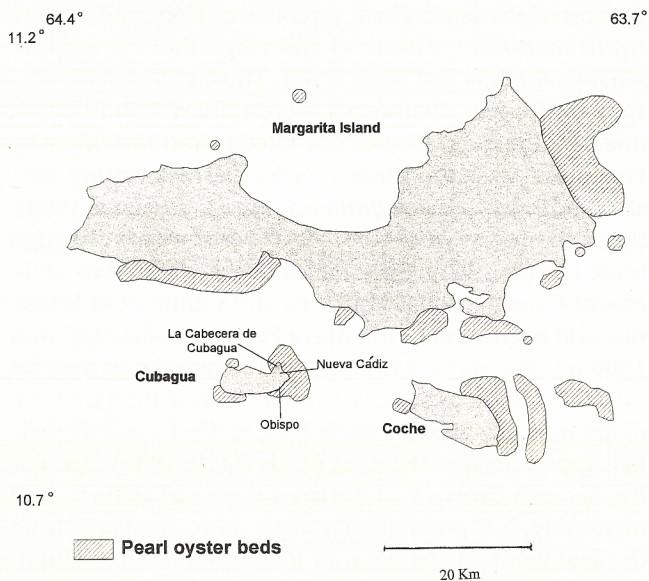 64.4°
63.7°
11.2°
Margarita Island
La Cabecera de
Cubagua
Nueva Cádiz
Cubagua
Obispo
Coche
10.7°
Pearl oyster beds
20 Km